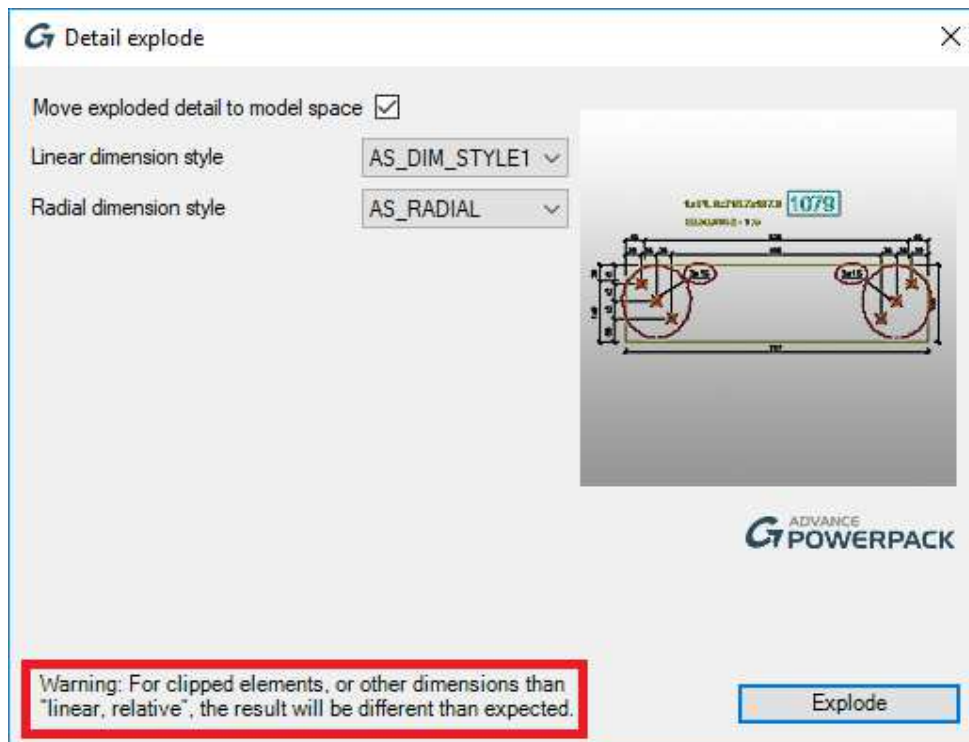 Detail explode
Move exploded detail to model space
Linear dimension style AS_DIM_STYLE1
Radial dimension style AS_RADIAL
1079
ADVANCE
POWERPACK
Warning: For clipped elements, or other dimensions than
"linear, relative", the result will be different than expected.
Explode